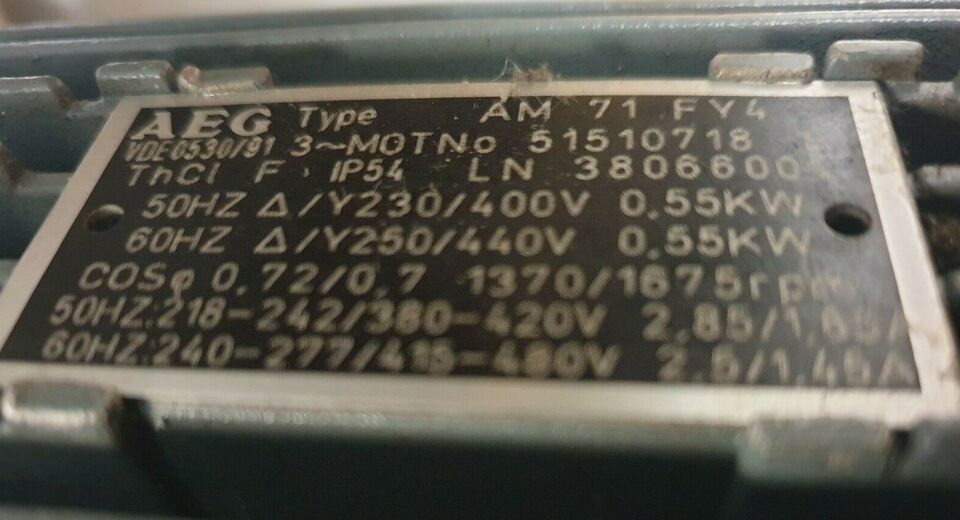 AEG Type AM 71 FY4
VDE0530/91 3~MOTNo 51510718
ThCl F IP54 LN 3806600
50HZ Δ/Y230/400V 0.55KW
60HZ Δ/Y250/440V 0.55KW
COSφ 0.72/0.7 1370/1675rpm
50HZ:218-242/380-420V 2.85/1.65A
60HZ:240-277/415-480V 2.5/1.45A